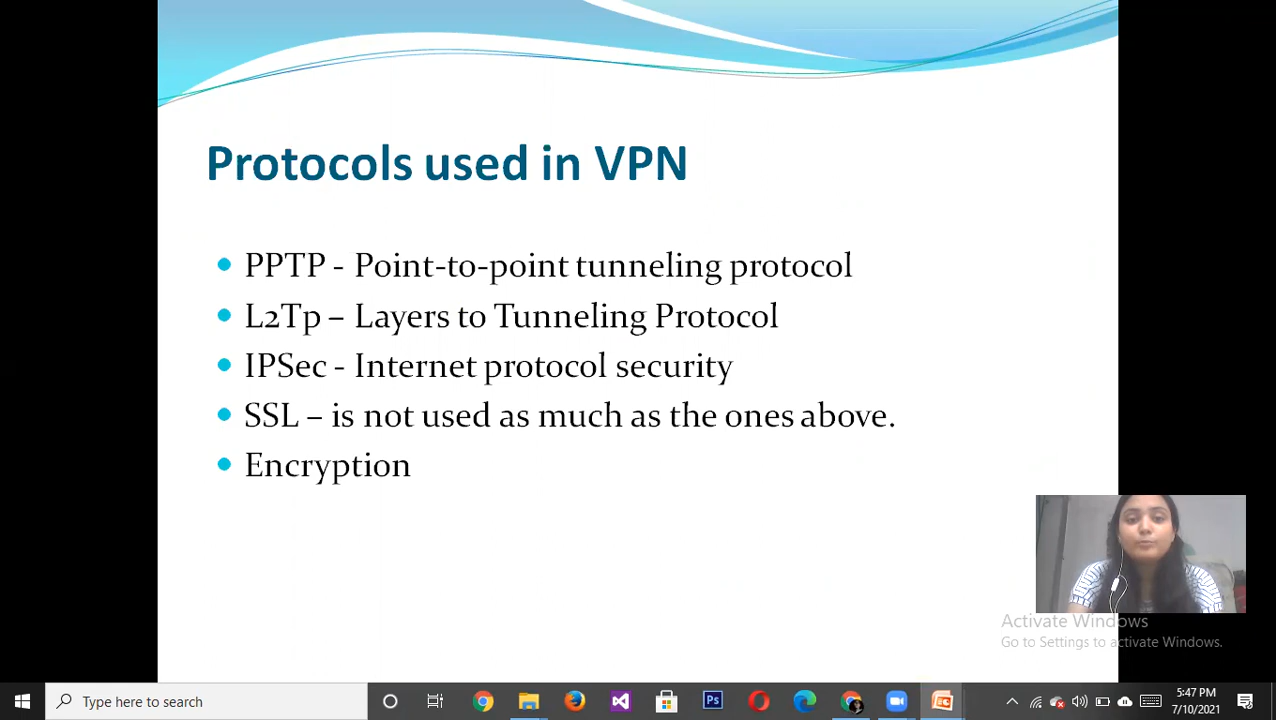 Protocols used in VPN
PPTP - Point-to-point tunneling protocol
L2Tp – Layers to Tunneling Protocol
IPSec - Internet protocol security
SSL – is not used as much as the ones above.
Encryption
Activate Windows
Go to Settings to activate Windows.
Type here to search
Ps
5:47 PM
7/10/2021